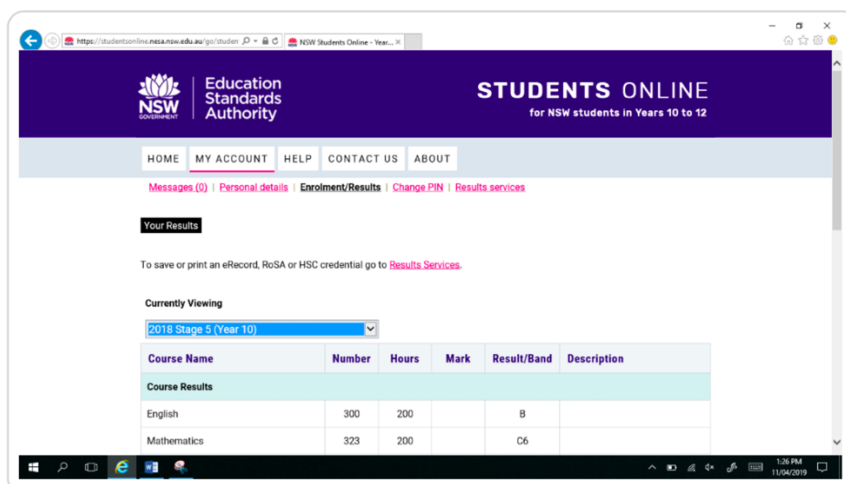 https://studentsonline.nesa.nsw.edu.au/go/studen
NSW Students Online - Year... ×
NSW
GOVERNMENT
Education
Standards
Authority
STUDENTS ONLINE
for NSW students in Years 10 to 12
HOME MY ACCOUNT HELP CONTACT US ABOUT
Messages (0) | Personal details | Enrolment/Results | Change PIN | Results services
Your Results
To save or print an eRecord, RoSA or HSC credential go to Results Services.
Currently Viewing
2018 Stage 5 (Year 10)
Course Name Number Hours Mark Result/Band Description
Course Results
English 300 200 B
Mathematics 323 200 C6
1:26 PM
11/04/2019